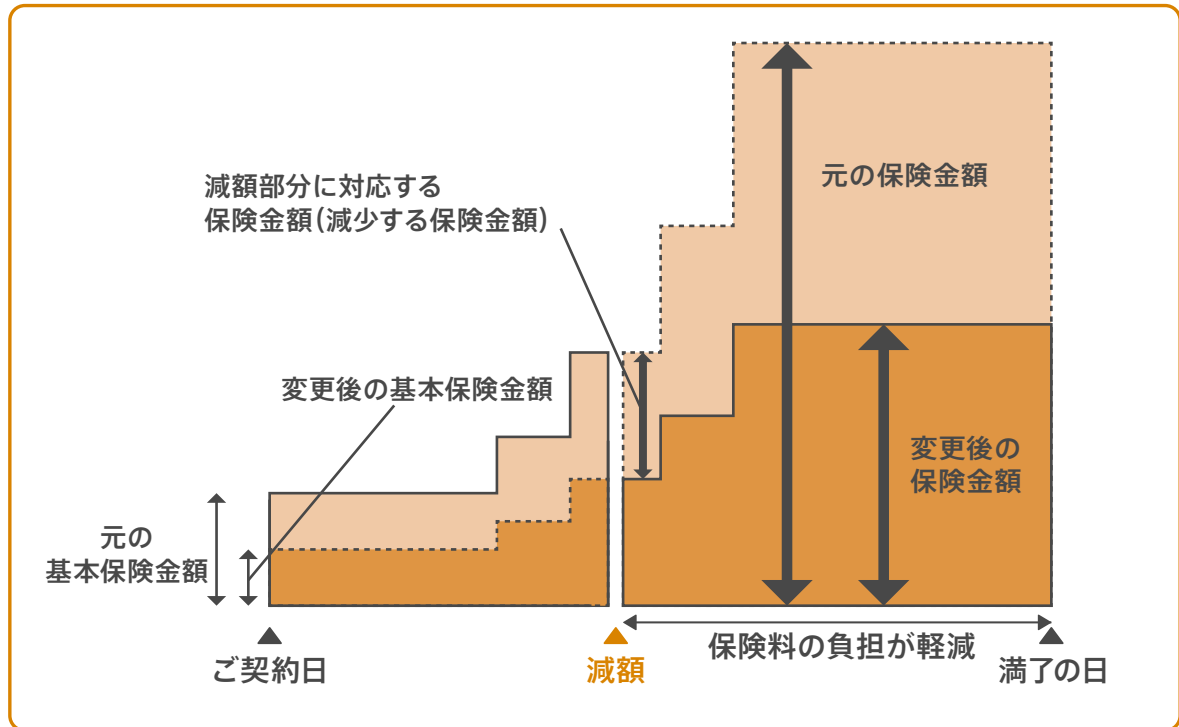 元の保険金額
減額部分に対応する
保険金額(減少する保険金額)
変更後の基本保険金額
変更後の
保険金額
元の
基本保険金額
保険料の負担が軽減
ご契約日
減額
満了の日